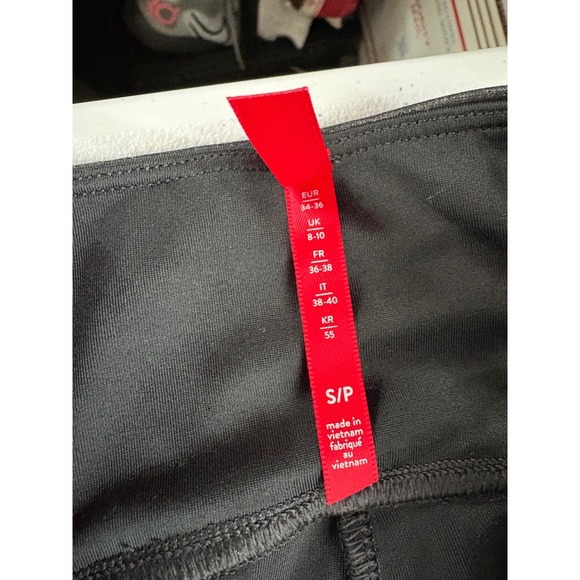 EUR
34-36
UK
8-10
FR
36-38
IT
38-40
KR
55
S/P
made in
vietnam
fabriqué
au
vietnam